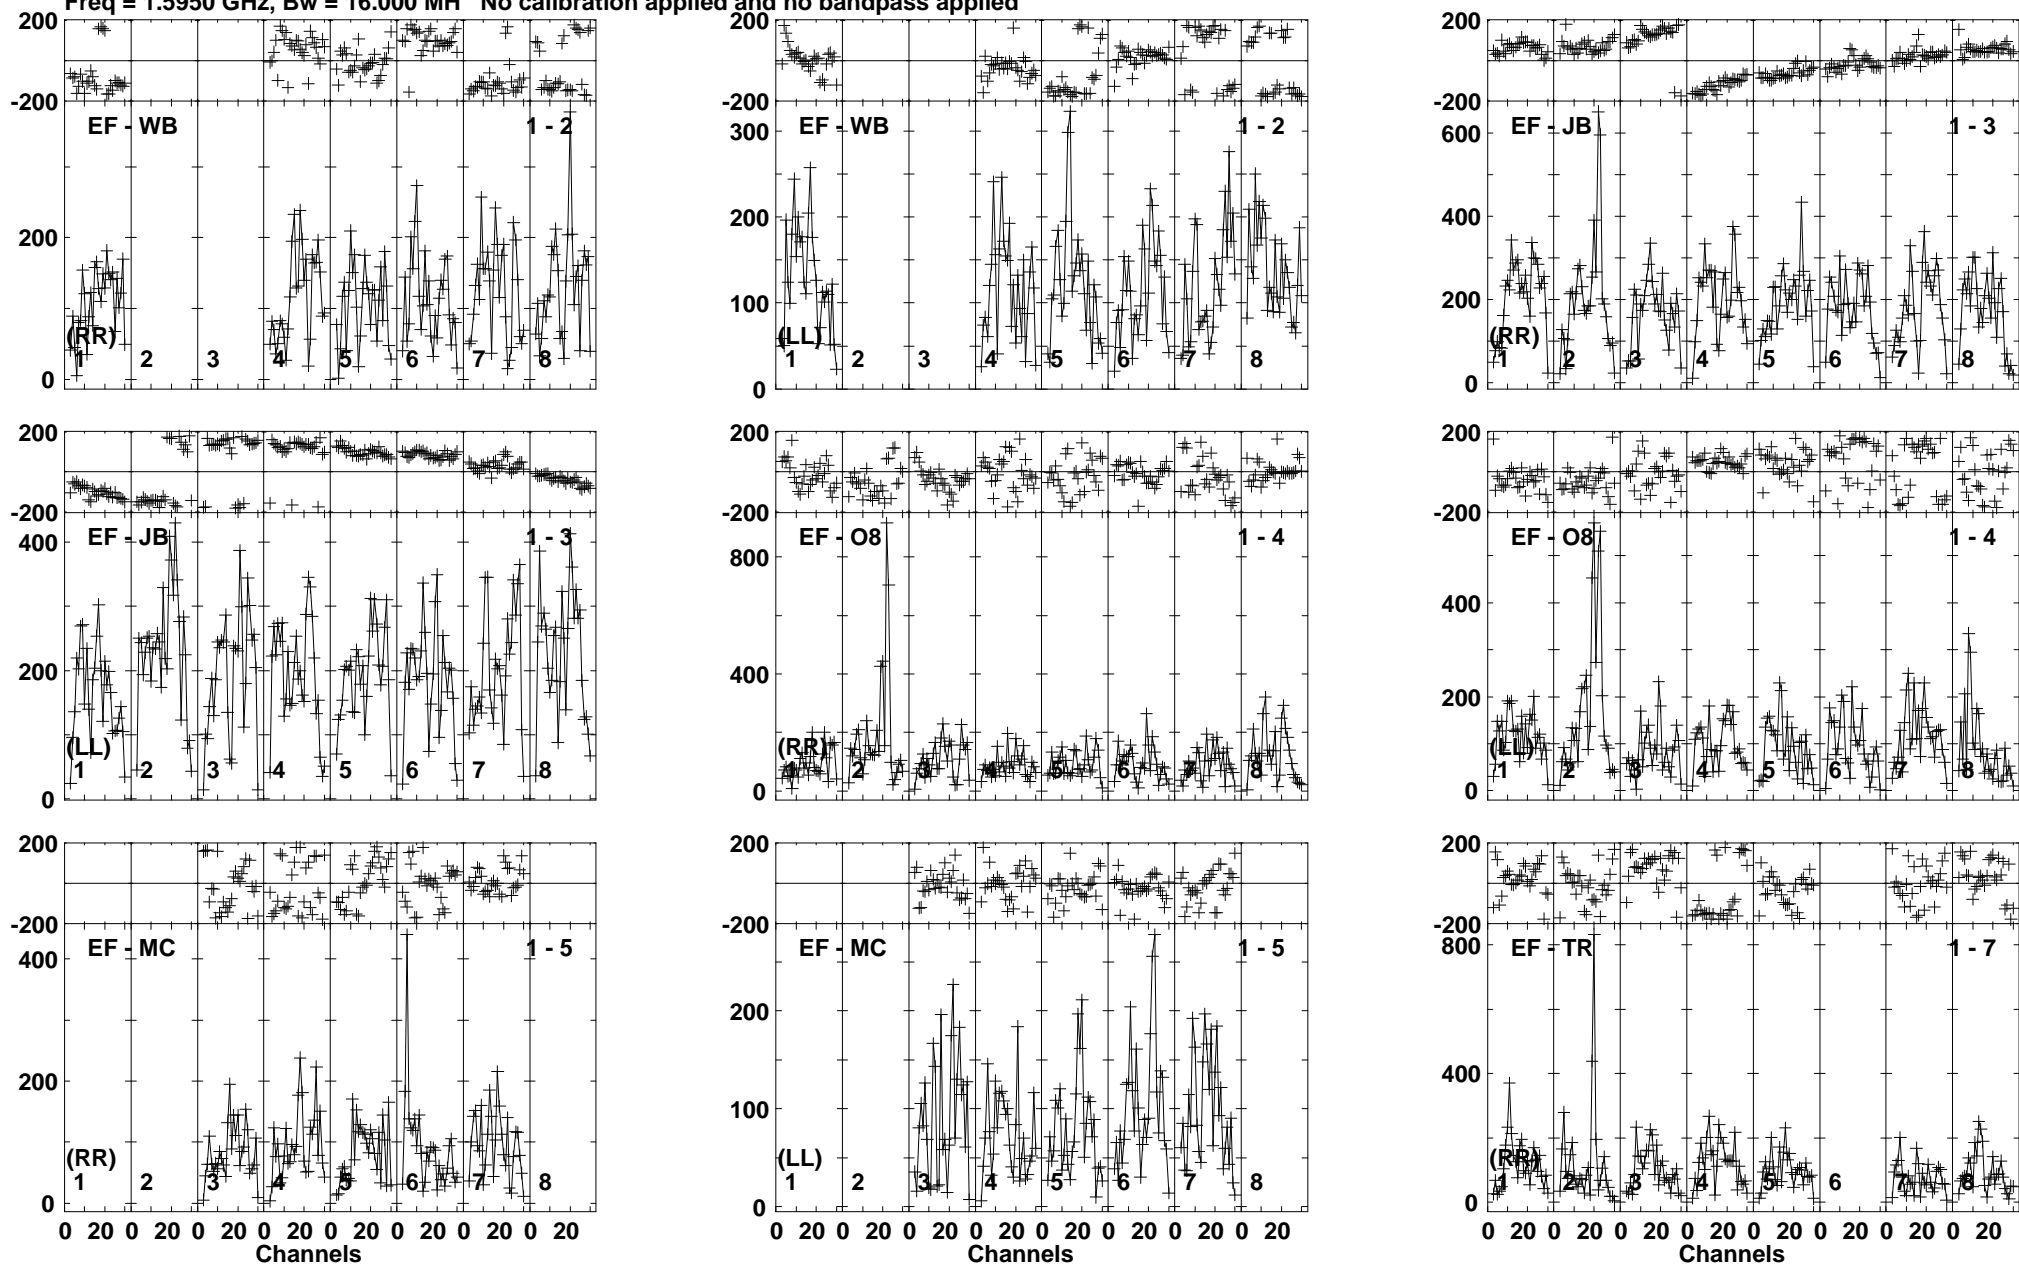 Freq = 1.5950 GHz, Bw = 16.000 MH No calibration applied and no bandpass applied
200 200 200
-200 -200 -200
EF - WB 1 - 2 EF - WB 1 - 2 EF - JB 1 - 3
300 600
200 200 400
100 200
(RR) (LL) (RR)
1 2 3 4 5 6 7 8 1 2 3 4 5 6 7 8 1 2 3 4 5 6 7 8
0 0 0
200 200 200
-200 -200 -200
EF - JB 1 - 3 EF - O8 1 - 4 EF - O8 1 - 4
400 800 400
200 400 200
(LL) (RR) (LL)
1 2 3 4 5 6 7 8 1 2 3 4 5 6 7 8 1 2 3 4 5 6 7 8
0 0 0
200 200 200
-200 -200 -200
EF - MC 1 - 5 EF - MC 1 - 5 EF - TR 1 - 7
400 800
200 200 400
100
(RR) (LL) (RR)
1 2 3 4 5 6 7 8 1 2 3 4 5 6 7 8 1 2 3 4 5 6 7 8
0 0 0
0 20 0 20 0 20 0 20 0 20 0 20 0 20 0 20 0 20 0 20 0 20 0 20 0 20 0 20 0 20 0 20 0 20 0 20 0 20 0 20 0 20 0 20 0 20 0 20
Channels Channels